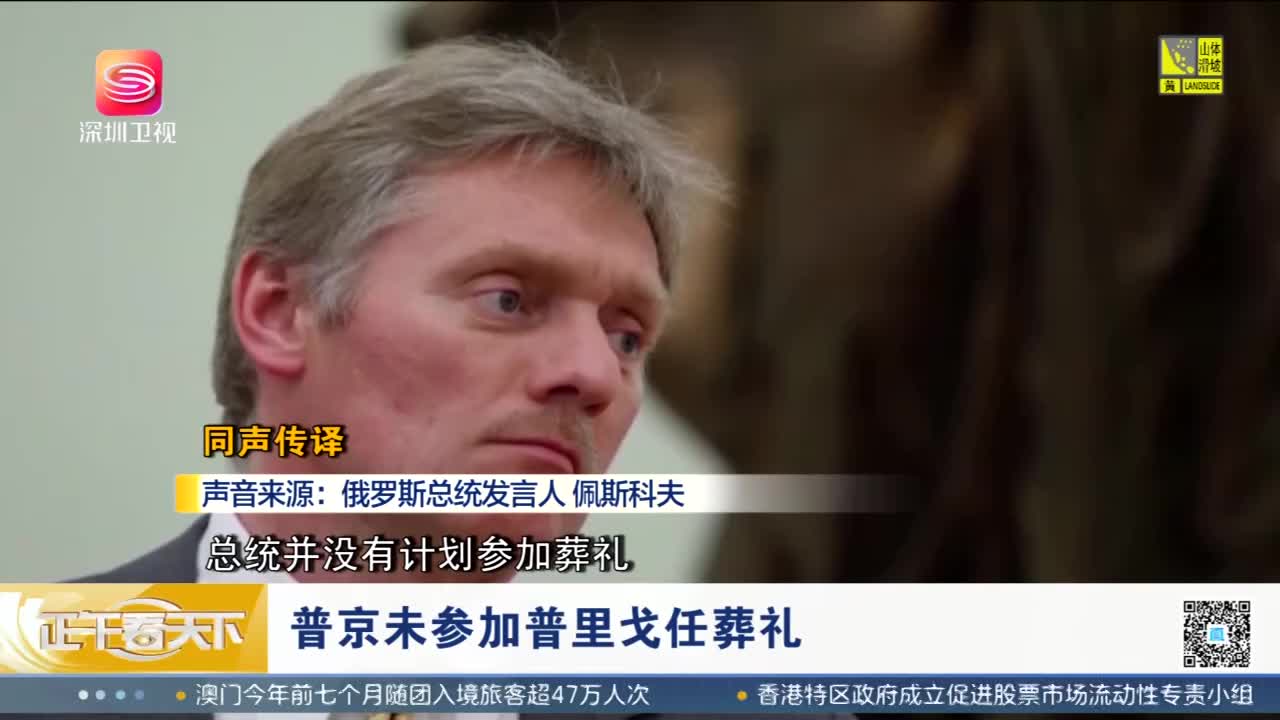 深圳卫视
山体
滑坡
黄 LANDSLIDE
同声传译
声音来源：俄罗斯总统发言人 佩斯科夫
总统并没有计划参加葬礼
正午看天下
普京未参加普里戈任葬礼
澳门今年前七个月随团入境旅客超47万人次
香港特区政府成立促进股票市场流动性专责小组